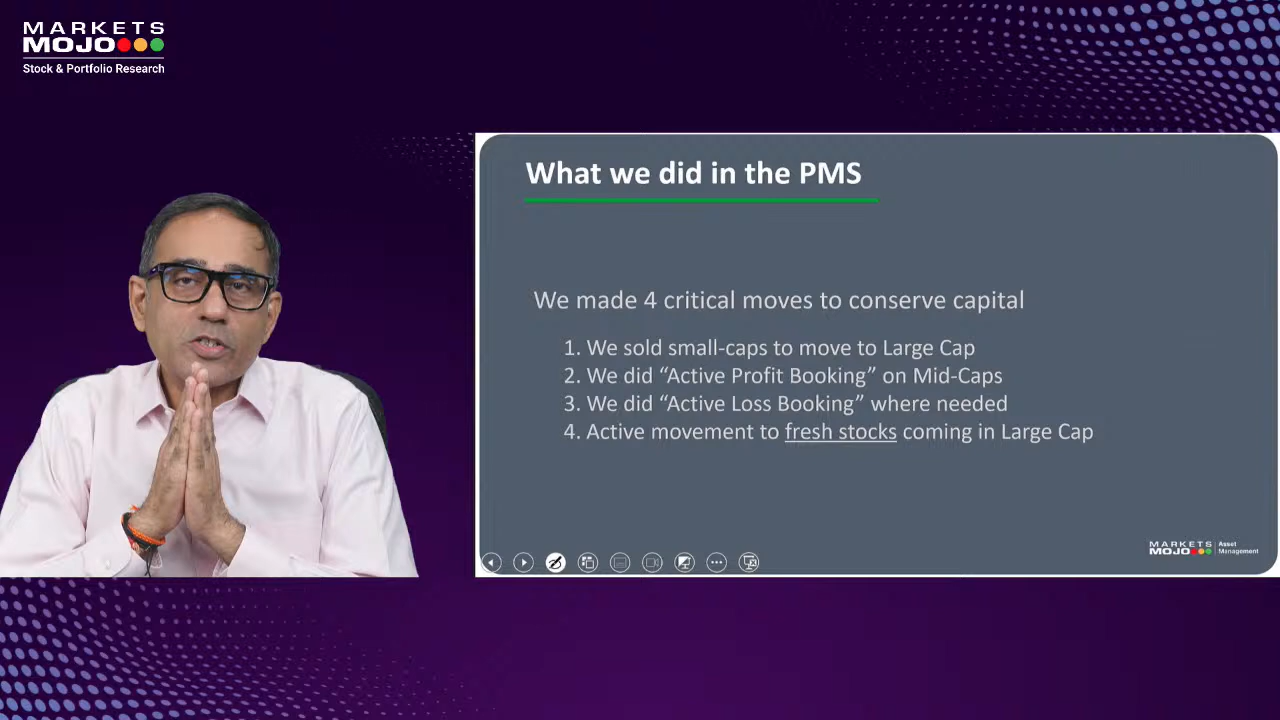 MARKETS
MOJO
Stock & Portfolio Research
What we did in the PMS
We made 4 critical moves to conserve capital
1. We sold small-caps to move to Large Cap
2. We did “Active Profit Booking” on Mid-Caps
3. We did “Active Loss Booking” where needed
4. Active movement to fresh stocks coming in Large Cap
MARKETS
MOJO
Asset
Management